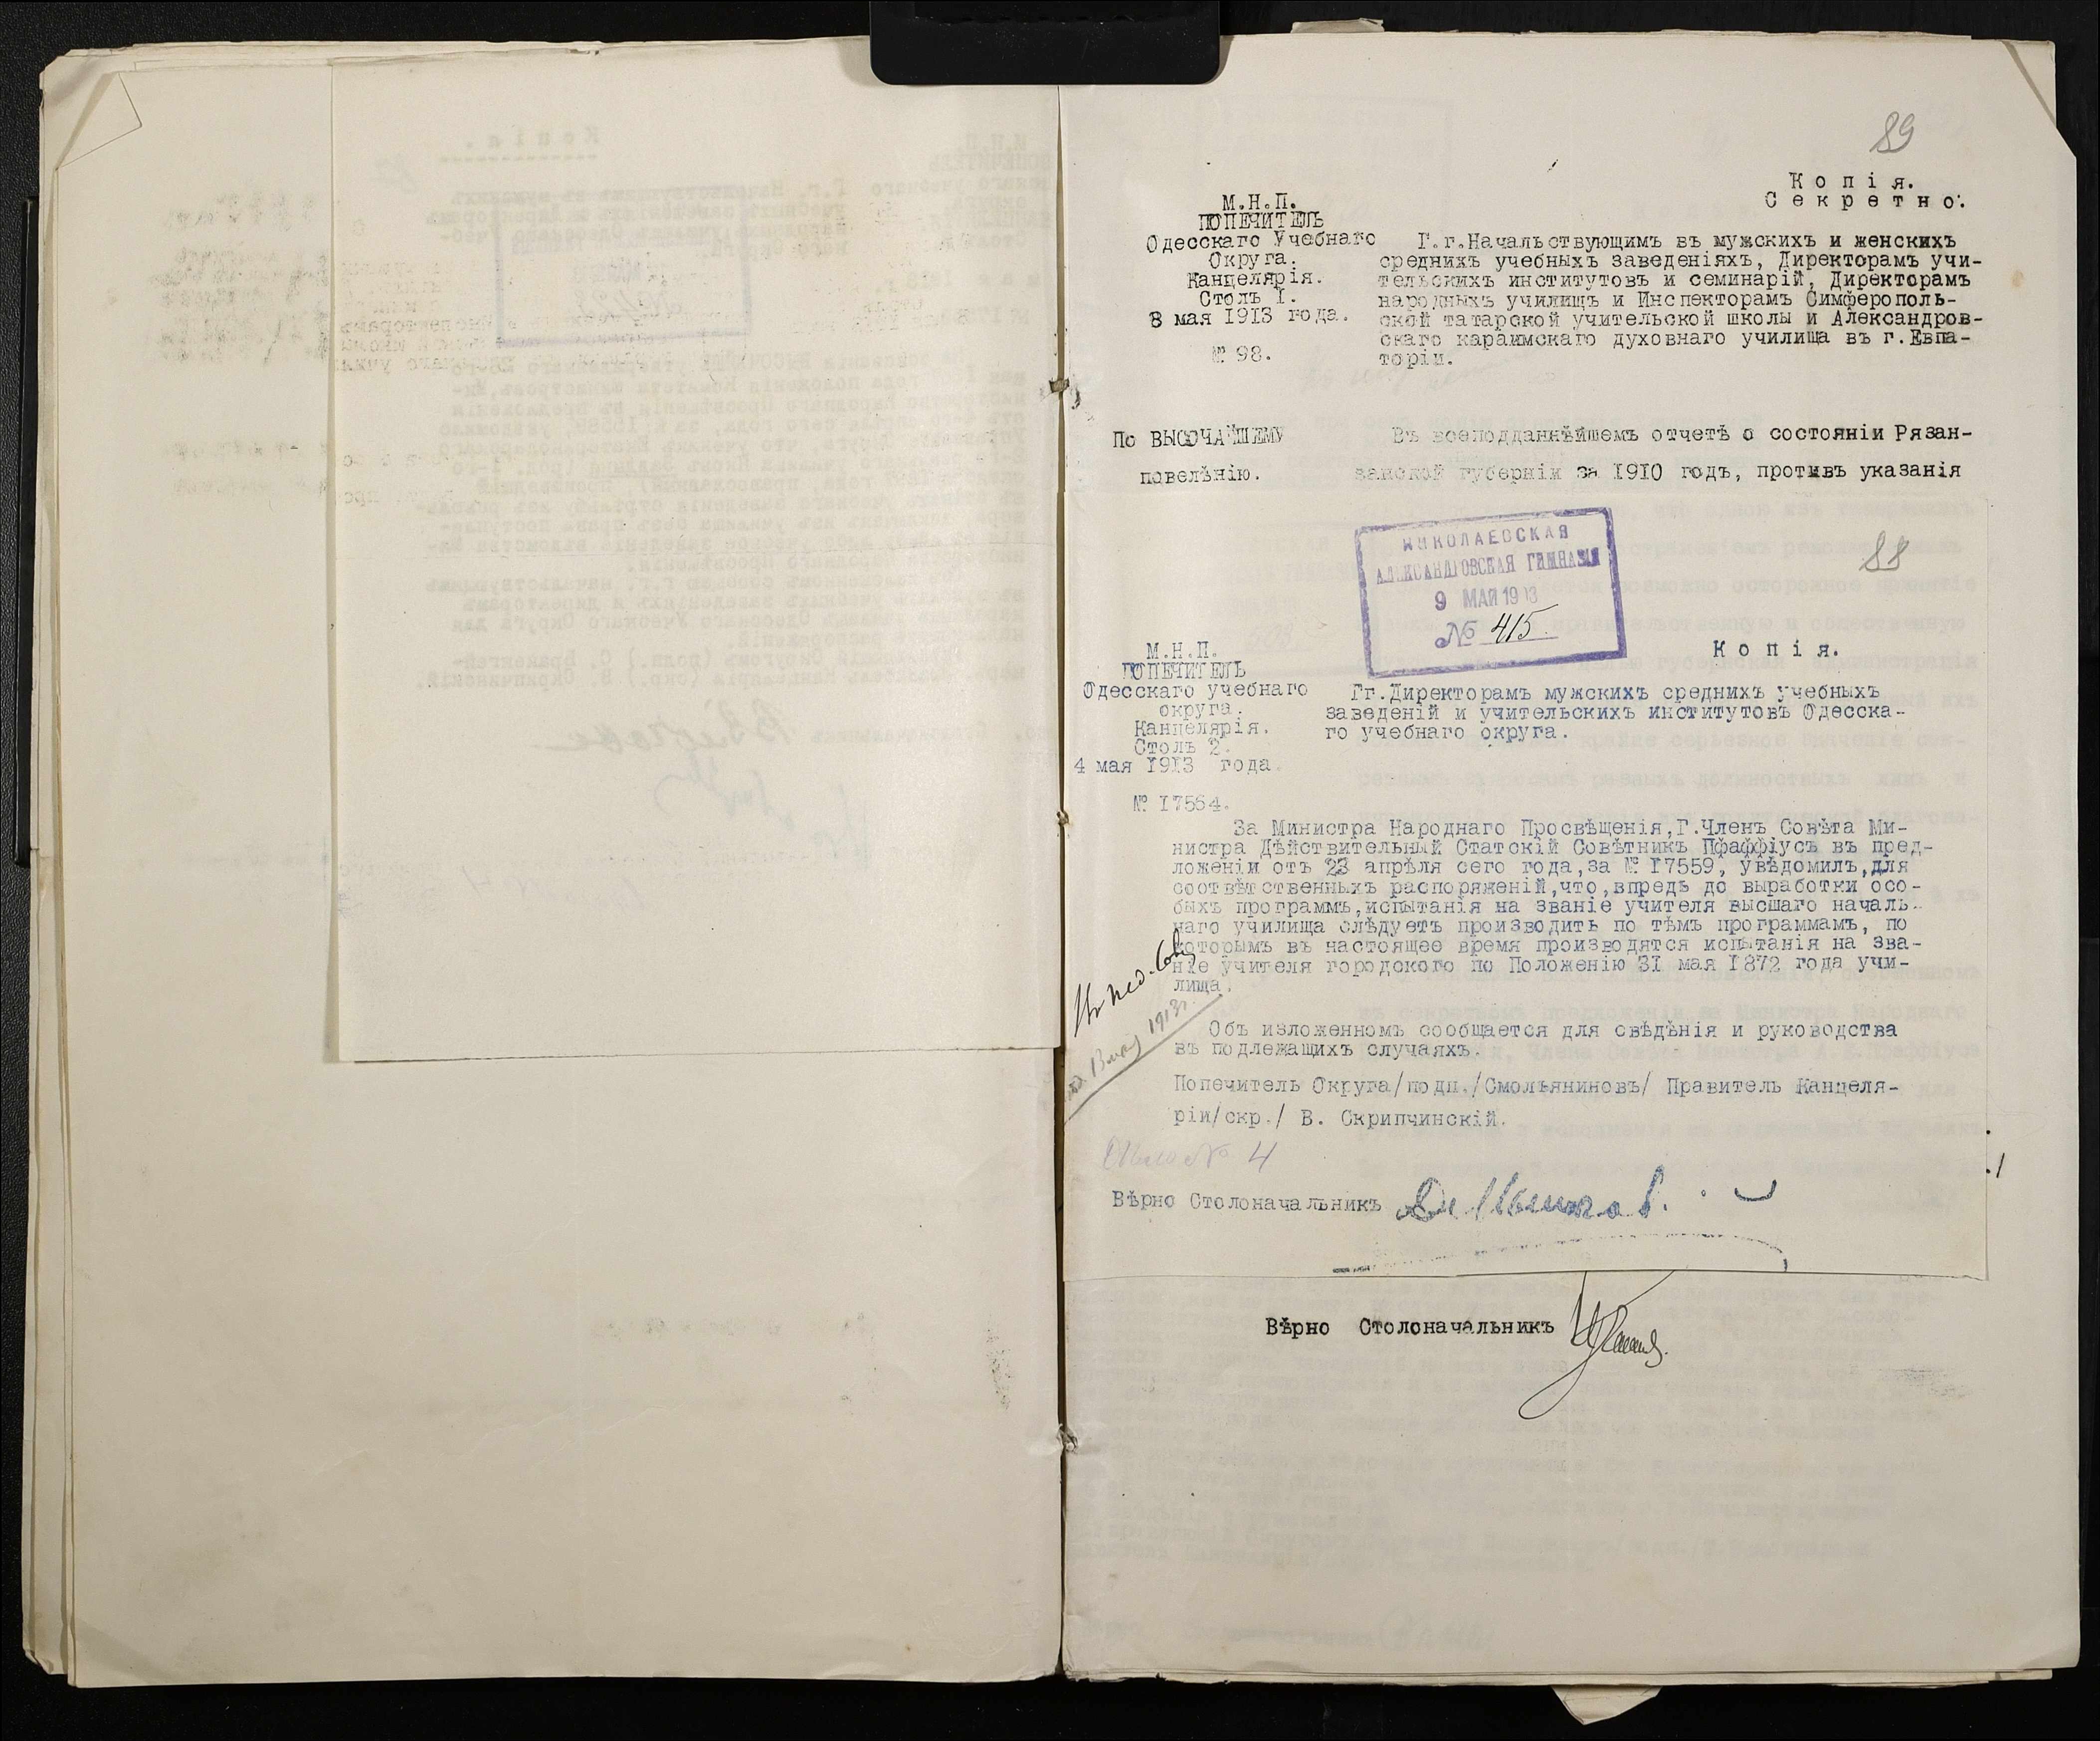 89
Копія.
Секретно.
М.Н.П.
ПОПЕЧИТЕЛЬ
Одесскаго Учебнаго
Округа.
Канцелярія.
Столъ I.
8 мая 1913 года.
№ 98.
Г.г.Начальствующимъ въ мужскихъ и женскихъ
среднихъ учебныхъ заведеніяхъ, Директорамъ учи-
тельскихъ институтовъ и семинарій, Директорамъ
народныхъ училищъ и Инспекторамъ Симферополь-
ской татарской учительской школы и Александров-
скаго караимскаго духовнаго училища въ г.Евпа-
торіи.
По ВЫСОЧАЙШЕМУ
повелѣнію.
Въ всеподданнѣйшемъ отчетѣ о состояніи Рязан-
занской губерніи за 1910 годъ, противъ указанія
88
НИКОЛАЕВСКАЯ
АЛЕКСАНДРОВСКАЯ ГИМНАЗІЯ
9 МАЯ 1913
№ 415.
М.Н.П.
ПОПЕЧИТЕЛЬ
Одесскаго учебнаго
округа.
Канцелярія.
Столъ 2.
4 мая 1913 года.
№ 17564.
Копія.
Гг.Директорамъ мужскихъ среднихъ учебныхъ
заведеній и учительскихъ институтовъ Одесска-
го учебнаго округа.
За Министра Народнаго Просвѣщенія,Г.Членъ Совѣта Ми-
нистра Дѣйствительный Статскій Совѣтникъ Пфаффіусъ въ пред-
ложеніи отъ 23 апрѣля сего года,за № 17559, увѣдомилъ,для
соотвѣтственныхъ распоряженій,что,впредь до выработки осо-
быхъ программъ,испытанія на званіе учителя высшаго началь-
наго училища слѣдуетъ производить по тѣмъ программамъ, по
которымъ въ настоящее время производятся испытанія на зва-
ніе учителя городского по Положенію 31 мая 1872 года учи-
лища.
Объ изложенномъ сообщается для свѣдѣнія и руководства
въ подлежащихъ случаяхъ.
Попечитель Округа/подп./Смольяниновъ/ Правитель Канцеля-
ріи/скр./ В. Скрипчинскій.
№ 4
Вѣрно Столоначальникъ
Вѣрно Столоначальникъ